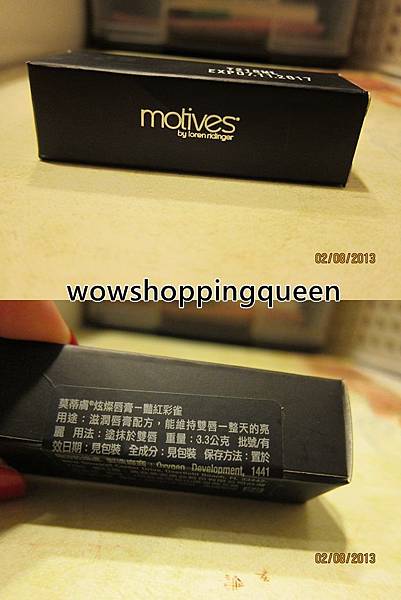 motives®
by loren ridinger
02/08/2013
wowshoppingqueen
莫蒂膚®炫燦唇膏－豔紅彩雀
用途：滋潤唇膏配方，能維持雙唇一整天的亮
麗 用法：塗抹於雙唇 重量：3.3公克 批號/有
效日期：見包裝 全成分：見包裝 保存方法：置於
Oxygen Development, 1441
02/08/2013